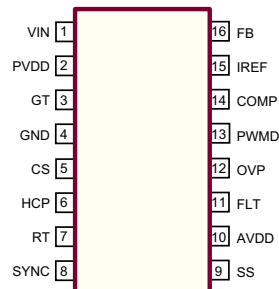 VIN 1 16 FB
PVDD 2 15 IREF
GT 3 14 COMP
GND 4 13 PWMD
CS 5 12 OVP
HCP 6 11 FLT
RT 7 10 AVDD
SYNC 8 9 SS